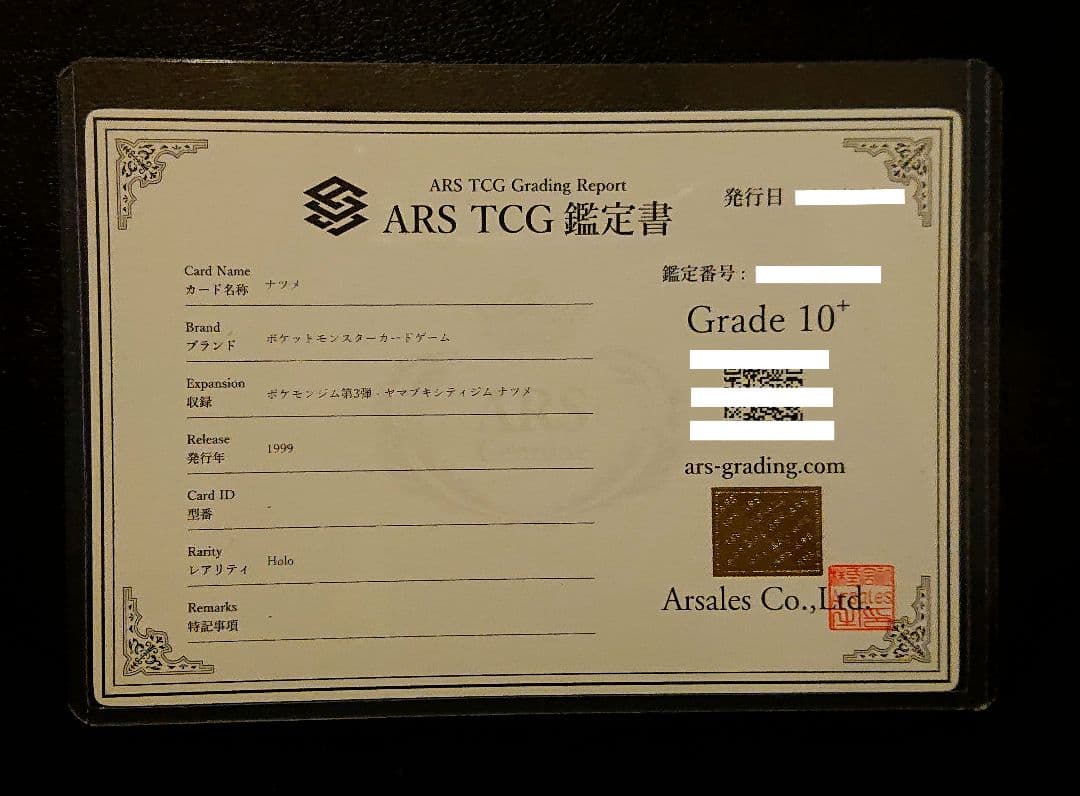 ARS TCG Grading Report
ARS TCG 鑑定書
発行日
Card Name
カード名称 ナツメ
Brand
ブランド ポケットモンスターカードゲーム
Expansion
収録 ポケモンジム第3弾 - ヤマブキシティジム ナツメ
Release
発行年 1999
Card ID
型番 -
Rarity
レアリティ Holo
Remarks
特記事項 -
鑑定番号 :
Grade 10+
ars-grading.com
Arsales Co.,Ltd.
Arsales
ARS